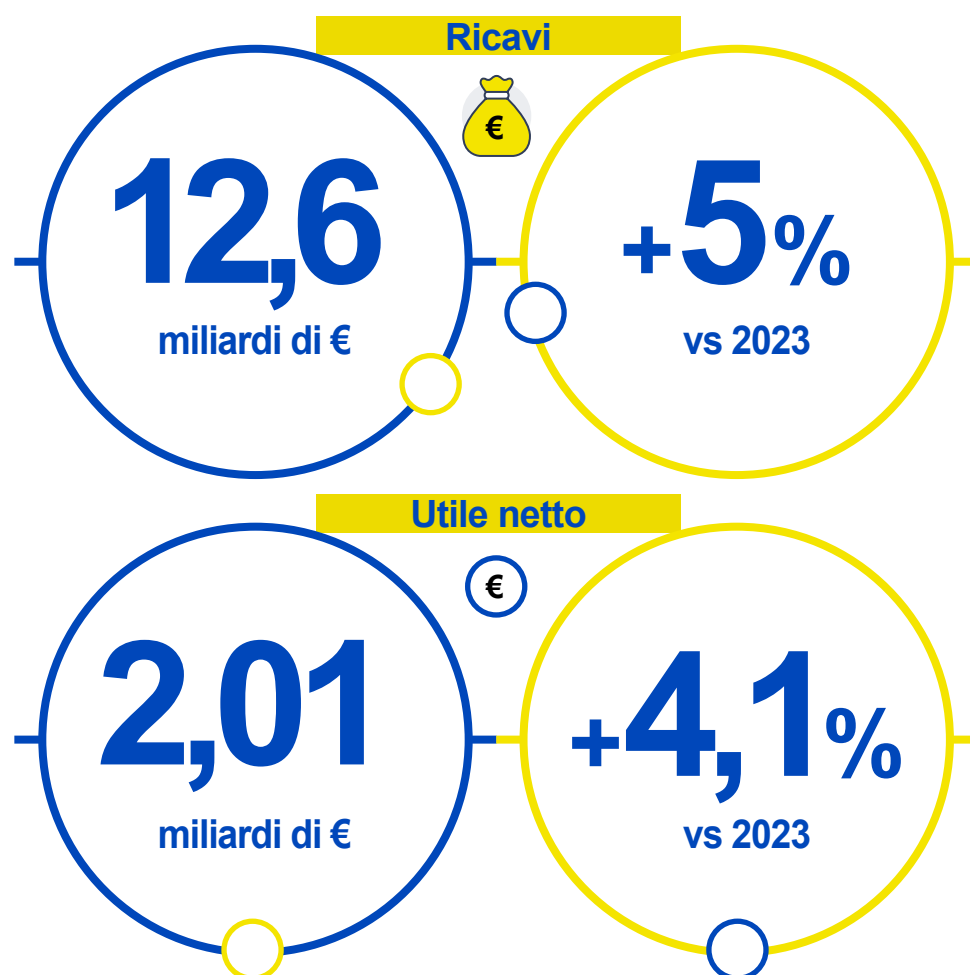 Ricavi
€
12,6
miliardi di €
+5%
vs 2023
Utile netto
€
2,01
miliardi di €
+4,1%
vs 2023